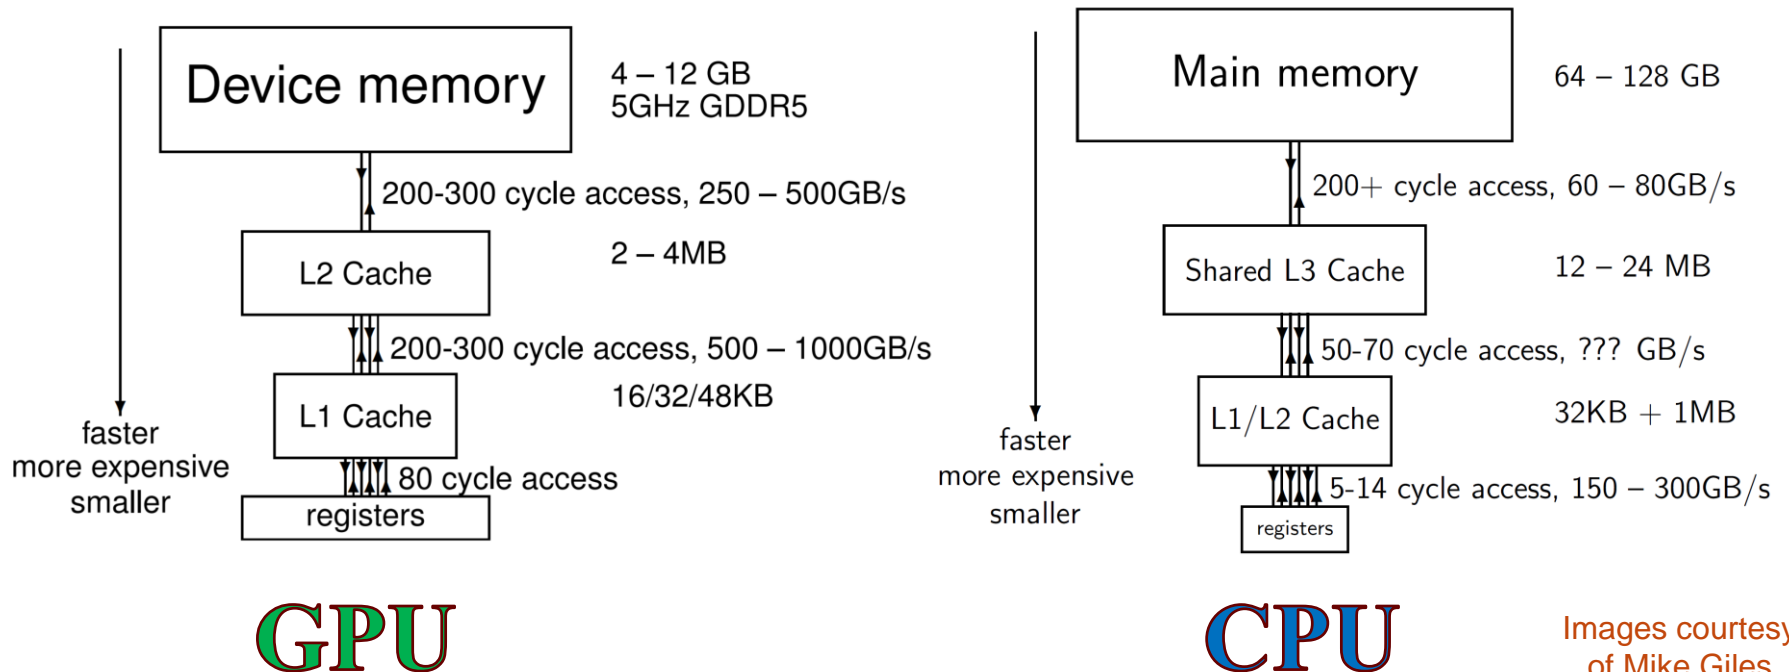 Device memory
4 – 12 GB
5GHz GDDR5
200-300 cycle access, 250 – 500GB/s
L2 Cache
2 – 4MB
200-300 cycle access, 500 – 1000GB/s
L1 Cache
16/32/48KB
80 cycle access
registers
faster
more expensive
smaller
GPU
Main memory
64 – 128 GB
200+ cycle access, 60 – 80GB/s
Shared L3 Cache
12 – 24 MB
50-70 cycle access, ??? GB/s
L1/L2 Cache
32KB + 1MB
5-14 cycle access, 150 – 300GB/s
registers
faster
more expensive
smaller
CPU
Images courtesy
of Mike Giles